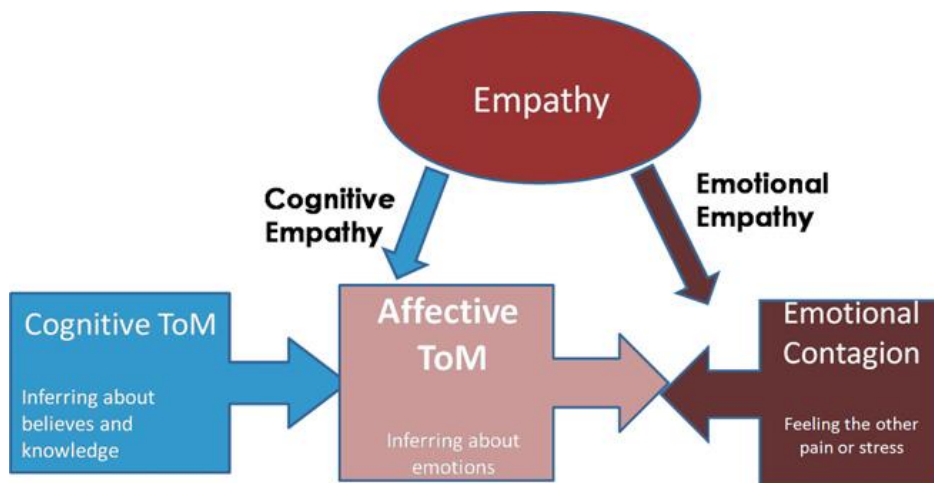 Empathy
Cognitive
Empathy
Emotional
Empathy
Cognitive ToM
Inferring about
believes and
knowledge
Affective
ToM
Inferring about
emotions
Emotional
Contagion
Feeling the other
pain or stress